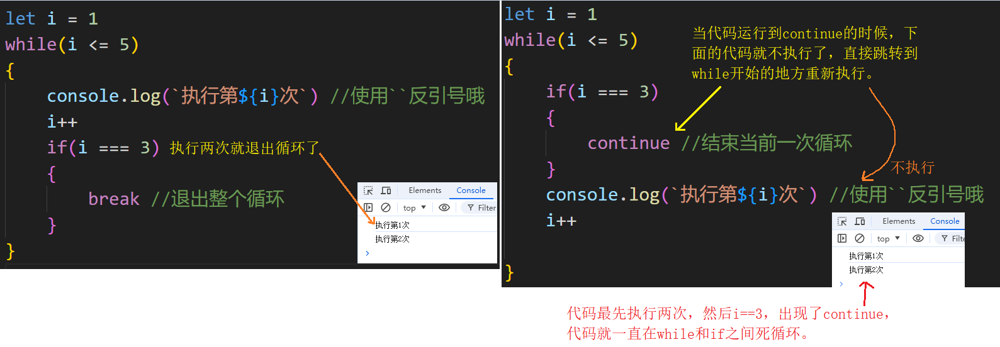 let i = 1
while(i <= 5)
{
console.log(`执行第${i}次`) //使用``反引号哦
i++
if(i === 3) 执行两次就退出循环了
{
break //退出整个循环
}
}
Elements Console
top Filter
执行第1次
执行第2次
let i = 1
while(i <= 5)
{
当代码运行到continue的时候，下
面的代码就不执行了，直接跳转到
while开始的地方重新执行。
if(i === 3)
{
continue //结束当前一次循环
}
不执行
console.log(`执行第${i}次`) //使用``反引号哦
i++
}
Elements Console
top Filte
执行第1次
执行第2次
代码最先执行两次，然后i==3，出现了continue，
代码就一直在while和if之间死循环。